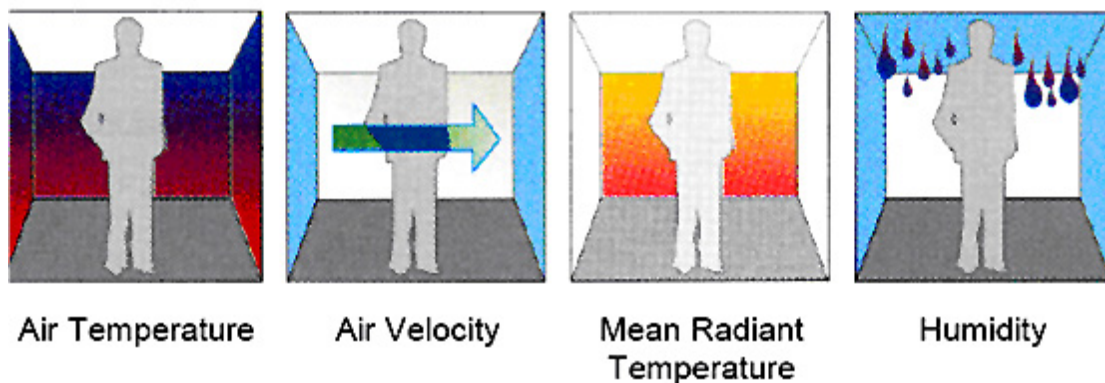 Air Temperature
Air Velocity
Mean Radiant
Temperature
Humidity